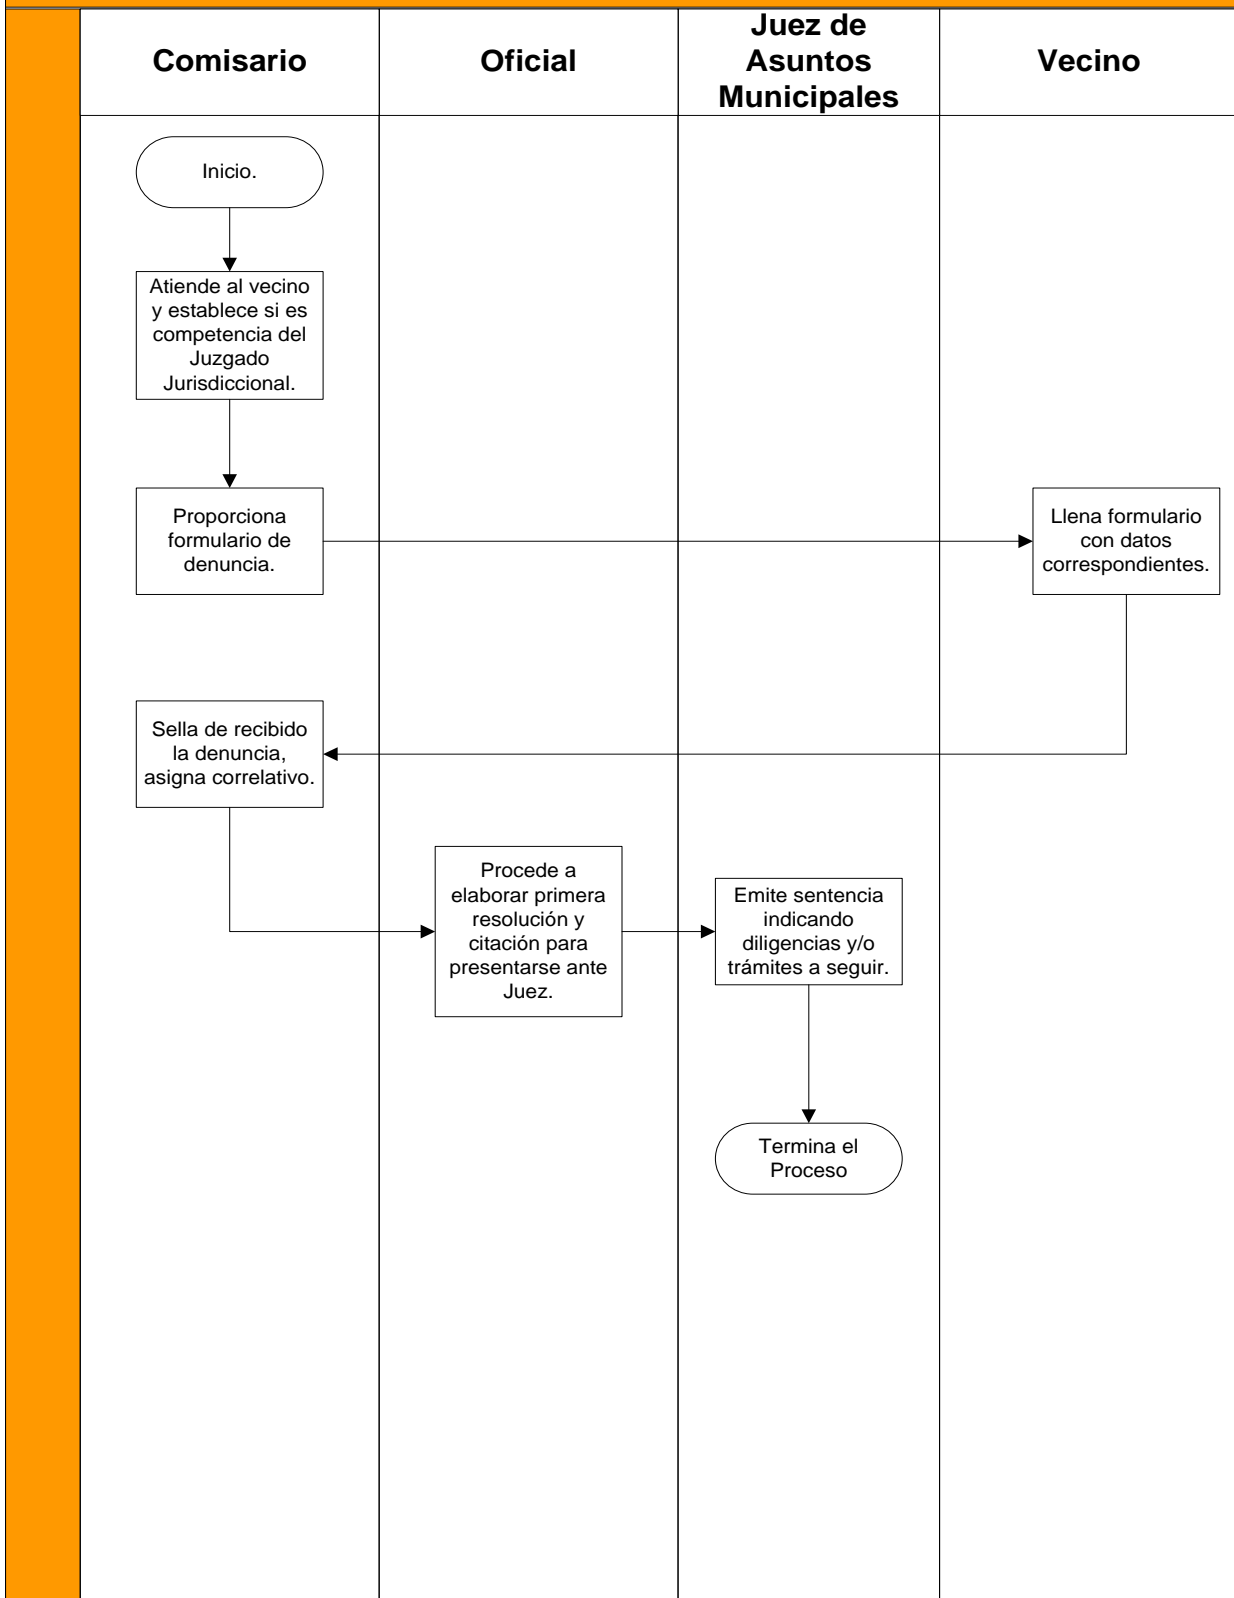 Comisario
Oficial
Juez de
Asuntos
Municipales
Vecino
Inicio.
Atiende al vecino
y establece si es
competencia del
Juzgado
Jurisdiccional.
Proporciona
formulario de
denuncia.
Llena formulario
con datos
correspondientes.
Sella de recibido
la denuncia,
asigna correlativo.
Procede a
elaborar primera
resolución y
citación para
presentarse ante
Juez.
Emite sentencia
indicando
diligencias y/o
trámites a seguir.
Termina el
Proceso